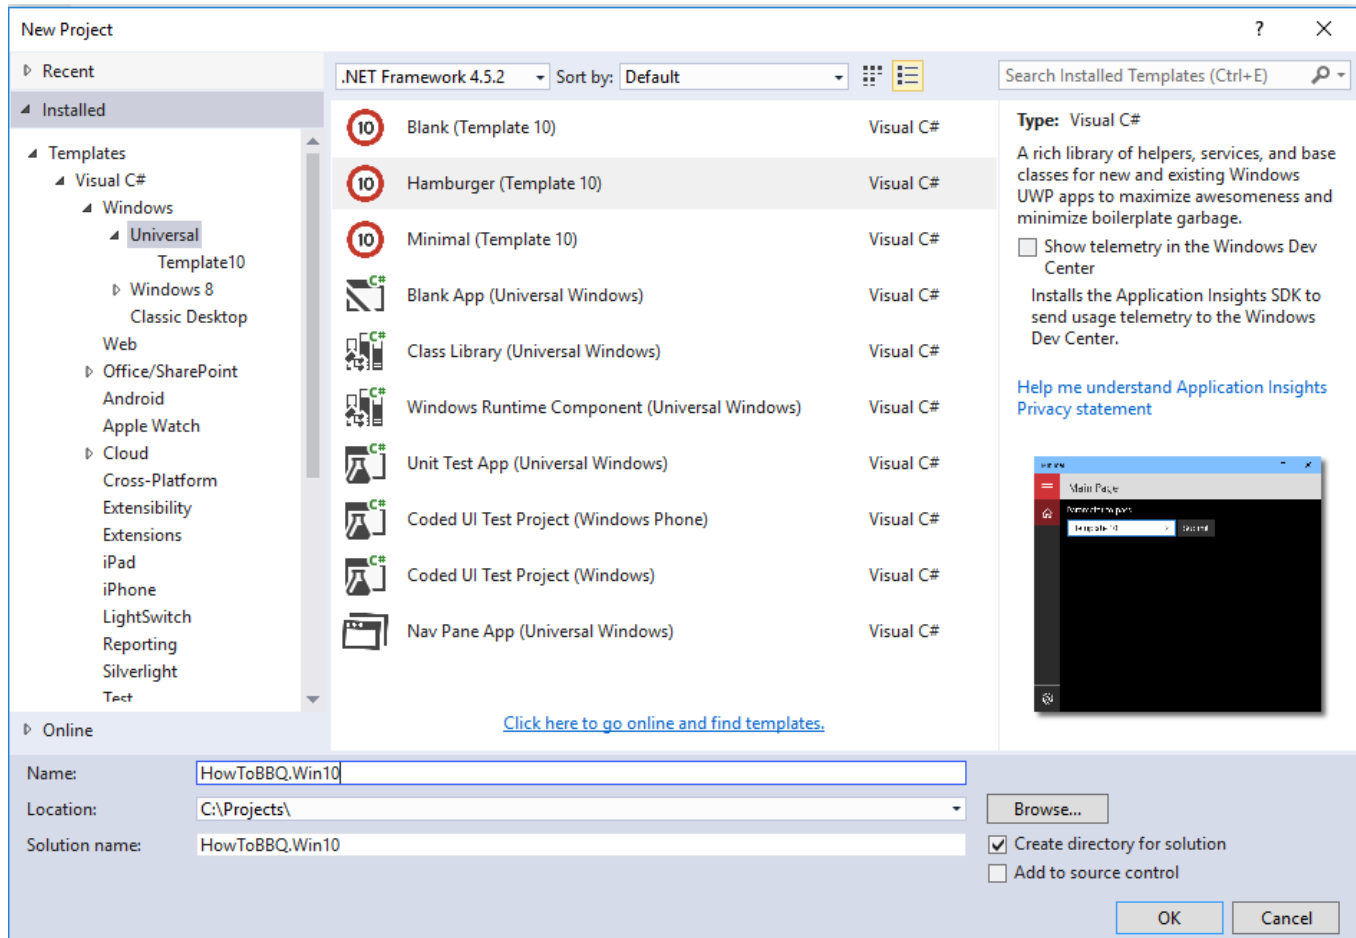 New Project
?
Recent
Installed
.NET Framework 4.5.2
Sort by:
Default
Search Installed Templates (Ctrl+E)
Templates
Visual C#
Windows
Universal
Template10
Windows 8
Classic Desktop
Web
Office/SharePoint
Android
Apple Watch
Cloud
Cross-Platform
Extensibility
Extensions
iPad
iPhone
LightSwitch
Reporting
Silverlight
Test
Online
10 Blank (Template 10) Visual C#
10 Hamburger (Template 10) Visual C#
10 Minimal (Template 10) Visual C#
C# Blank App (Universal Windows) Visual C#
C# Class Library (Universal Windows) Visual C#
C# Windows Runtime Component (Universal Windows) Visual C#
C# Unit Test App (Universal Windows) Visual C#
C# Coded UI Test Project (Windows Phone) Visual C#
C# Coded UI Test Project (Windows) Visual C#
Nav Pane App (Universal Windows) Visual C#
Click here to go online and find templates.
Type: Visual C#
A rich library of helpers, services, and base
classes for new and existing Windows
UWP apps to maximize awesomeness and
minimize boilerplate garbage.
Show telemetry in the Windows Dev
Center
Installs the Application Insights SDK to
send usage telemetry to the Windows
Dev Center.
Help me understand Application Insights
Privacy statement
Main Page
Parameter to pass
Template 10
Submit
Name: HowToBBQ.Win10
Location: C:\Projects\
Browse...
Solution name: HowToBBQ.Win10
Create directory for solution
Add to source control
OK
Cancel